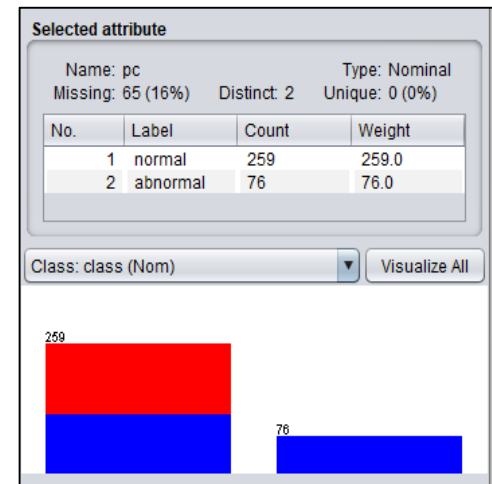 Selected attribute
Name: pc Type: Nominal
Missing: 65 (16%) Distinct: 2 Unique: 0 (0%)
No. Label Count Weight
1 normal 259 259.0
2 abnormal 76 76.0
Class: class (Nom) Visualize All
259
76